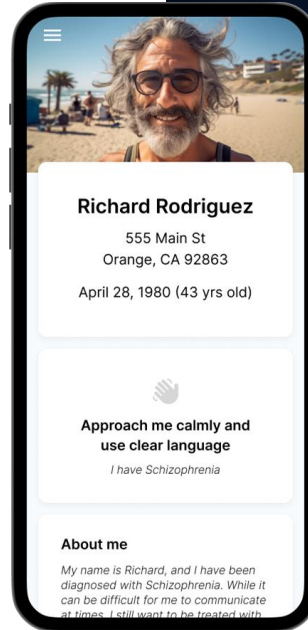 Richard Rodriguez
555 Main St
Orange, CA 92863
April 28, 1980 (43 yrs old)
Approach me calmly and
use clear language
I have Schizophrenia
About me
My name is Richard, and I have been
diagnosed with Schizophrenia. While it
can be difficult for me to communicate
at times, I still want to be treated with